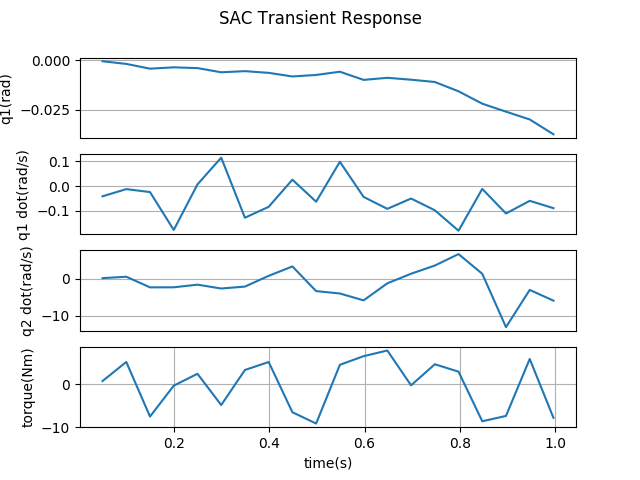 SAC Transient Response
0.000
−0.025
q1(rad)
0.1
0.0
−0.1
q1 dot(rad/s)
0
−10
q2 dot(rad/s)
0
−10
torque(Nm)
0.2 0.4 0.6 0.8 1.0
time(s)